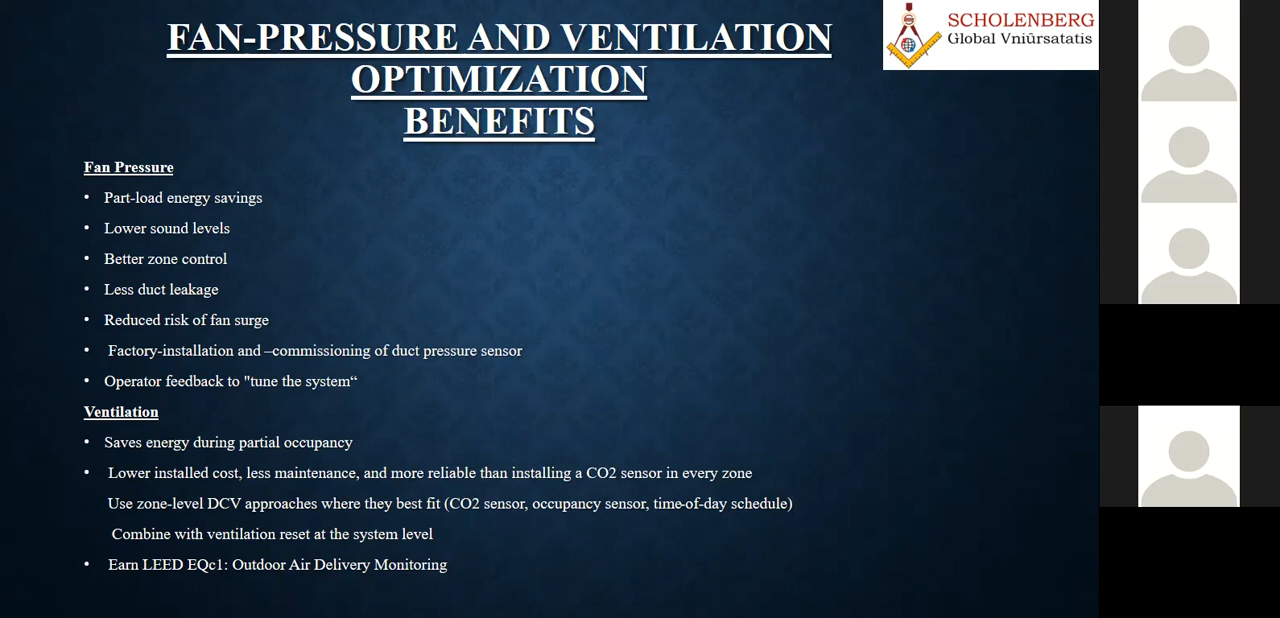 FAN-PRESSURE AND VENTILATION
OPTIMIZATION
BENEFITS
SCHOLENBERG
Global Vniūrsatatis
Fan Pressure
• Part-load energy savings
• Lower sound levels
• Better zone control
• Less duct leakage
• Reduced risk of fan surge
• Factory-installation and –commissioning of duct pressure sensor
• Operator feedback to "tune the system“
Ventilation
• Saves energy during partial occupancy
• Lower installed cost, less maintenance, and more reliable than installing a CO2 sensor in every zone
Use zone-level DCV approaches where they best fit (CO2 sensor, occupancy sensor, time-of-day schedule)
Combine with ventilation reset at the system level
• Earn LEED EQc1: Outdoor Air Delivery Monitoring